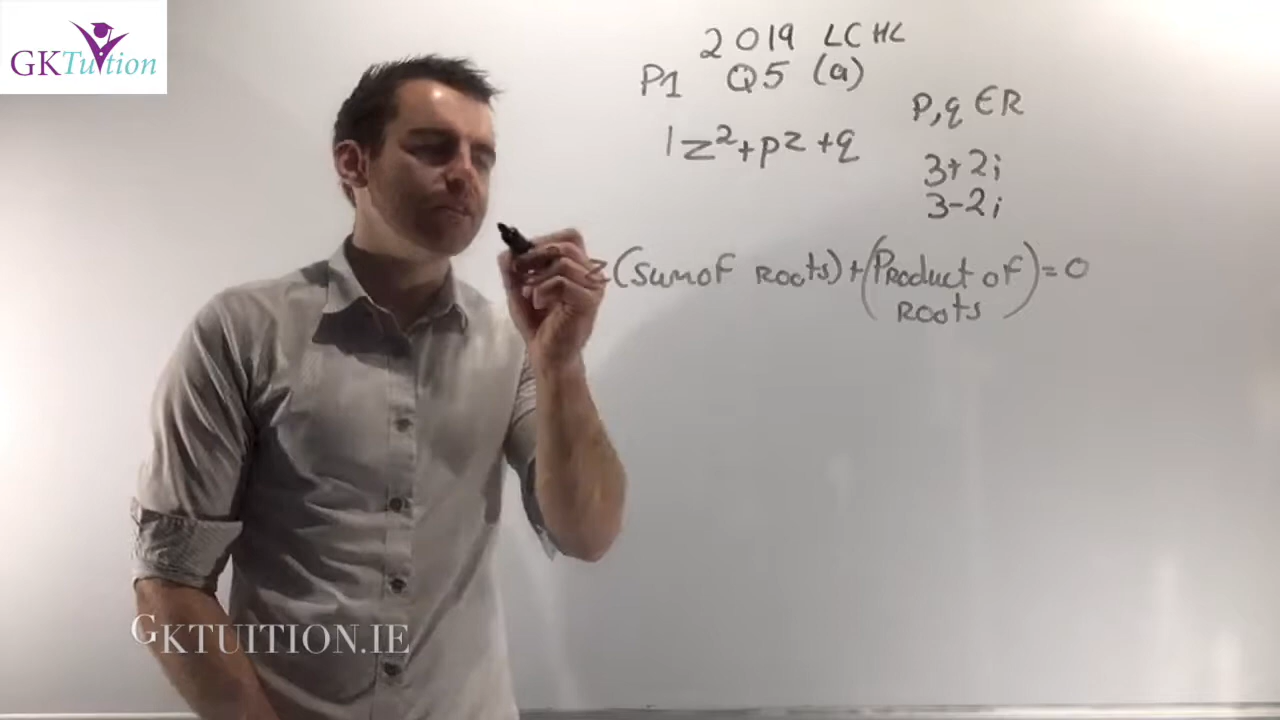 GKTuition
2019 LC HL
P1 Q5 (a)
p,q ∈ R
1z²+pz+q
3+2i
3-2i
z(sum of roots)+(Product of roots)=0
GKTUITION.IE